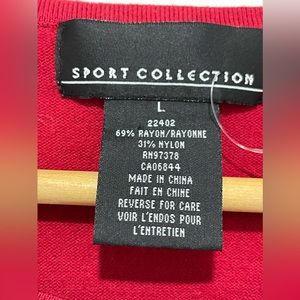 SPORT COLLECTION
L
22402
69% RAYON/RAYONNE
31% NYLON
RN97378
CA06844
MADE IN CHINA
FAIT EN CHINE
REVERSE FOR CARE
VOIR L'ENDOS POUR
L'ENTRETIEN